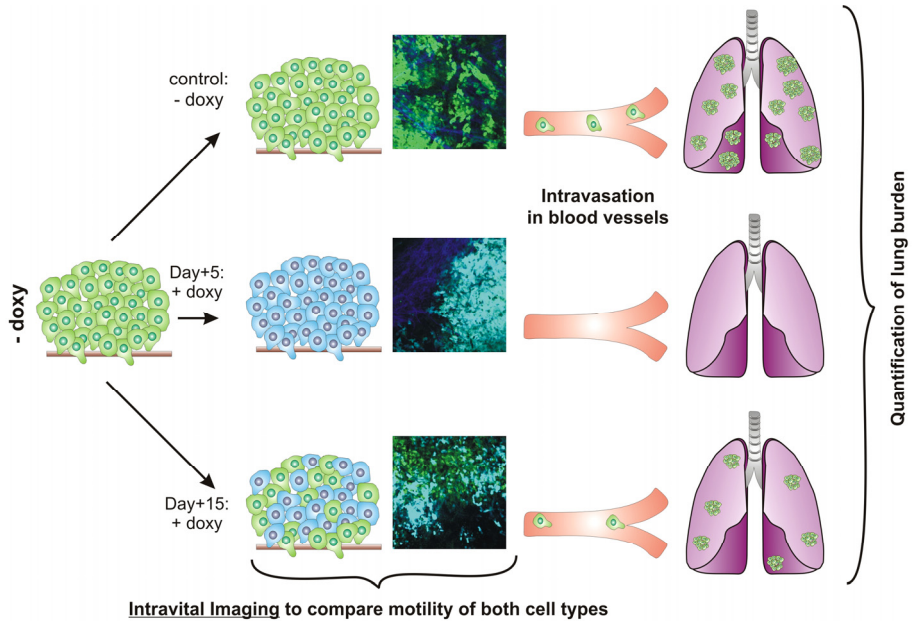 control:
- doxy
Intravasation
in blood vessels
- doxy
Day+5:
+ doxy
Day+15:
+ doxy
Quantification of lung burden
Intravital Imaging to compare motility of both cell types